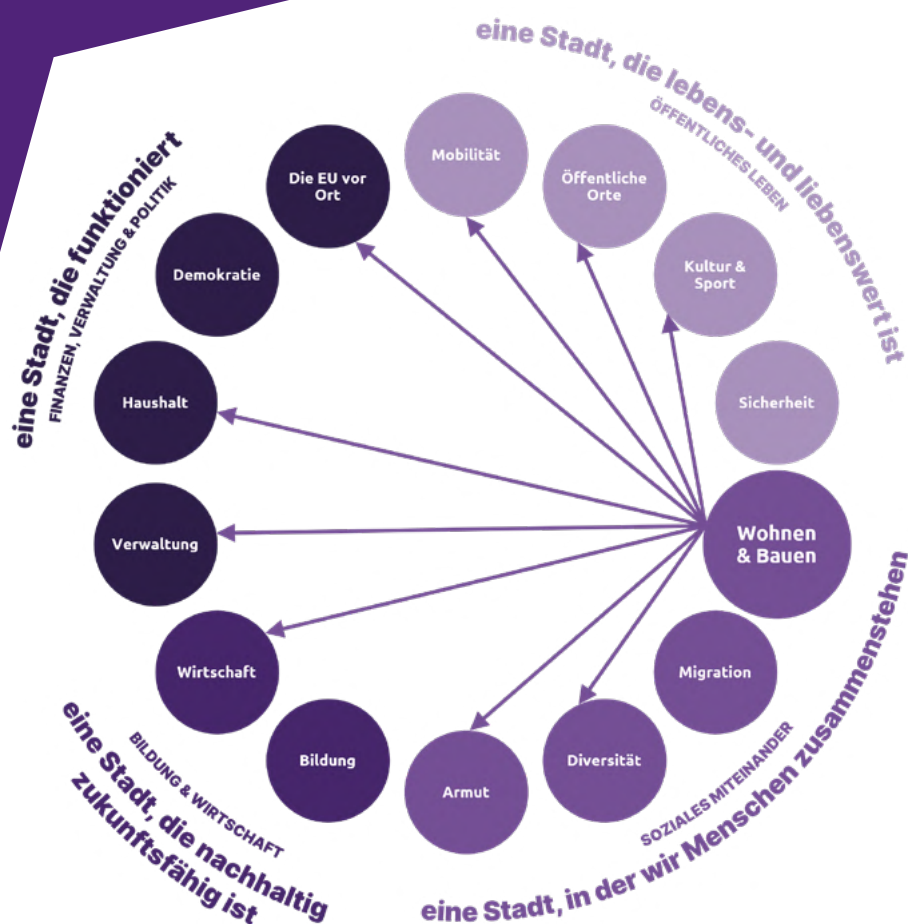 eine Stadt, die lebens- und liebenswert ist
ÖFFENTLICHES LEBEN
Mobilität
Öffentliche
Orte
Kultur &
Sport
Sicherheit
Wohnen
& Bauen
Migration
Diversität
Armut
eine Stadt, in der wir Menschen zusammenstehen
SOZIALES MITEINANDER
Bildung
Wirtschaft
BILDUNG & WIRTSCHAFT
eine Stadt, die nachhaltig
zukunftsfähig ist
Verwaltung
Haushalt
Demokratie
Die EU vor
Ort
eine Stadt, die funktioniert
FINANZEN, VERWALTUNG & POLITIK